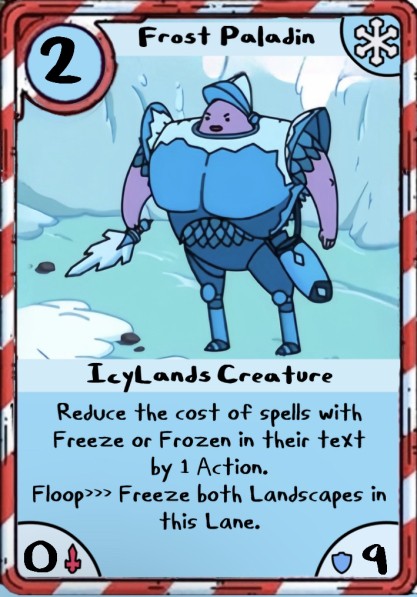 2
Frost Paladin
IcyLands Creature
Reduce the cost of spells with
Freeze or Frozen in their text
by 1 Action.
Floop>>> Freeze both Landscapes in
this Lane.
0
9